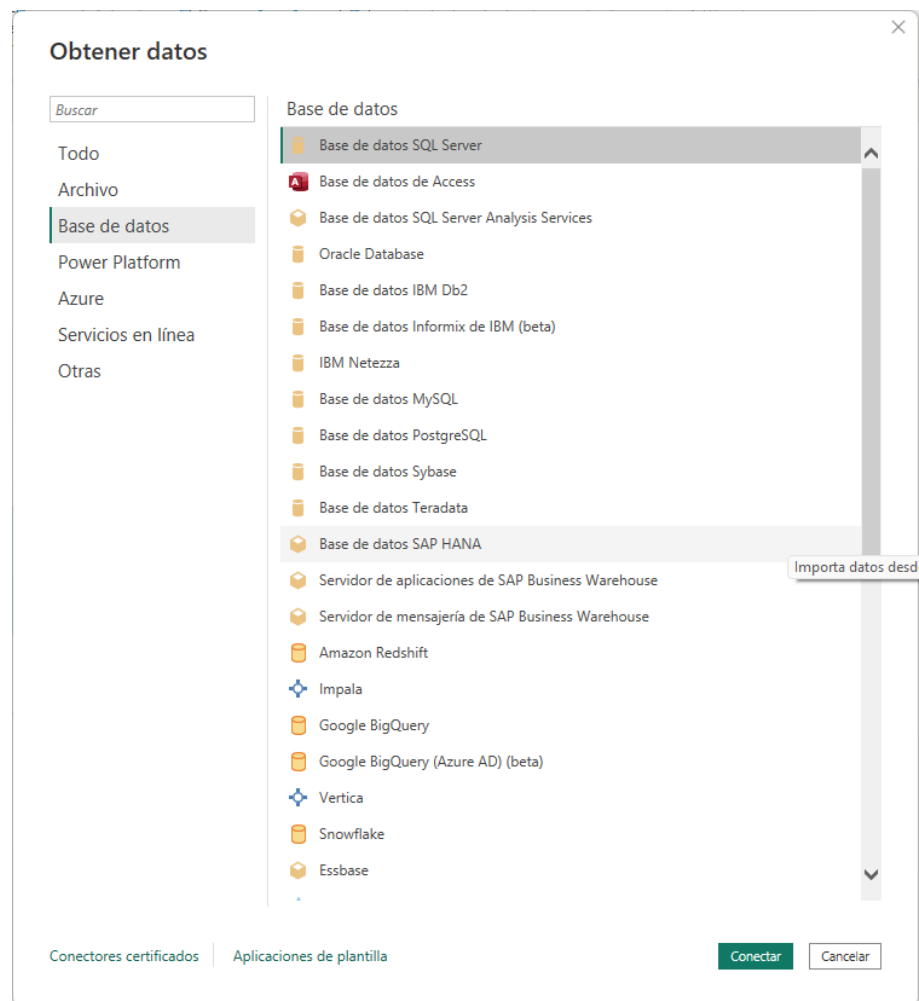 Obtener datos
Buscar
Todo
Archivo
Base de datos
Power Platform
Azure
Servicios en línea
Otras
Base de datos
Base de datos SQL Server
Base de datos de Access
Base de datos SQL Server Analysis Services
Oracle Database
Base de datos IBM Db2
Base de datos Informix de IBM (beta)
IBM Netezza
Base de datos MySQL
Base de datos PostgreSQL
Base de datos Sybase
Base de datos Teradata
Base de datos SAP HANA
Importa datos desd
Servidor de aplicaciones de SAP Business Warehouse
Servidor de mensajería de SAP Business Warehouse
Amazon Redshift
Impala
Google BigQuery
Google BigQuery (Azure AD) (beta)
Vertica
Snowflake
Essbase
Conectores certificados
Aplicaciones de plantilla
Conectar
Cancelar